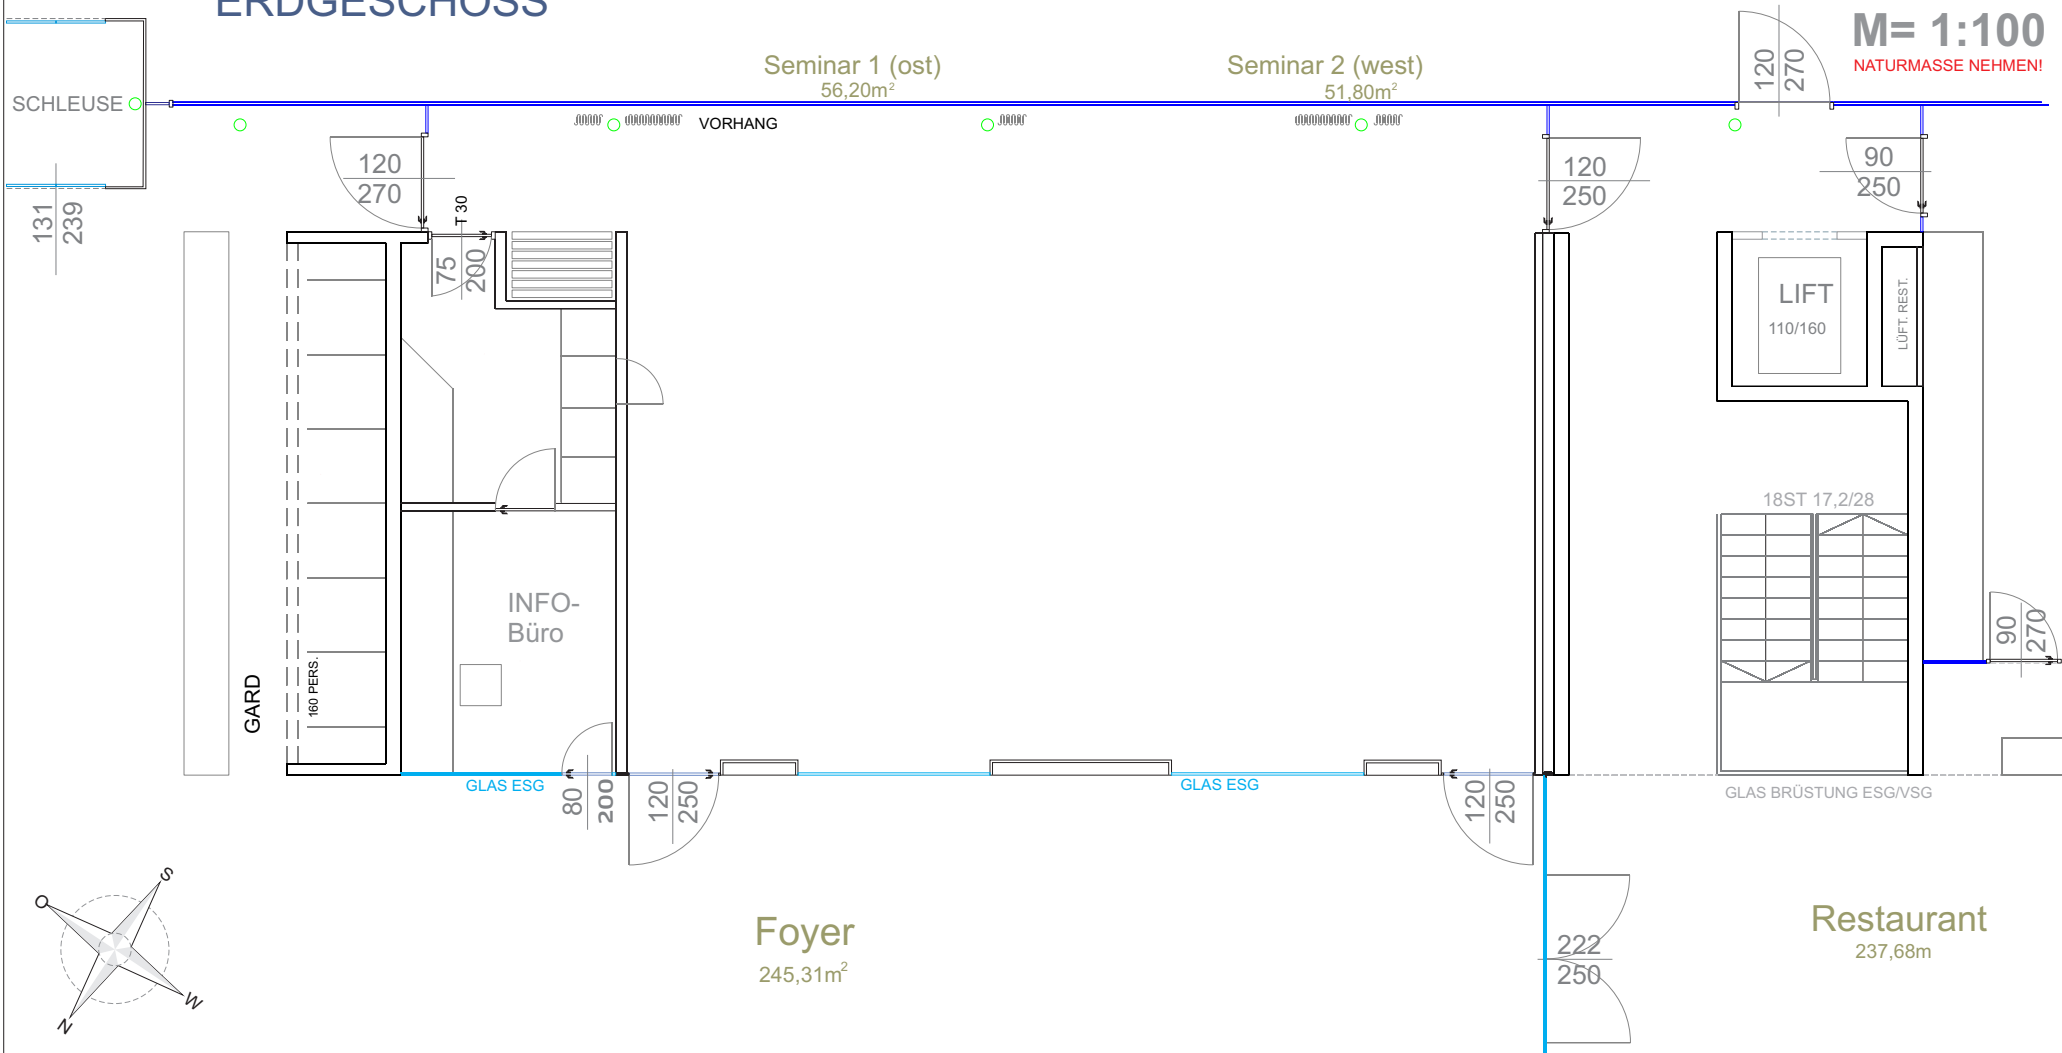 ERDGESCHOSS
M= 1:100
NATURMASSE NEHMEN!
Seminar 1 (ost)
56,20m²
Seminar 2 (west)
51,80m²
120
270
SCHLEUSE
VORHANG
131
239
120
270
T 30
75
200
120
250
90
250
LIFT
110/160
LÜFT. REST.
18ST 17,2/28
INFO-
Büro
GARD
160 PERS.
90
270
GLAS ESG
80
200
120
250
GLAS ESG
120
250
GLAS BRÜSTUNG ESG/VSG
S
O
W
N
Foyer
245,31m²
222
250
Restaurant
237,68m